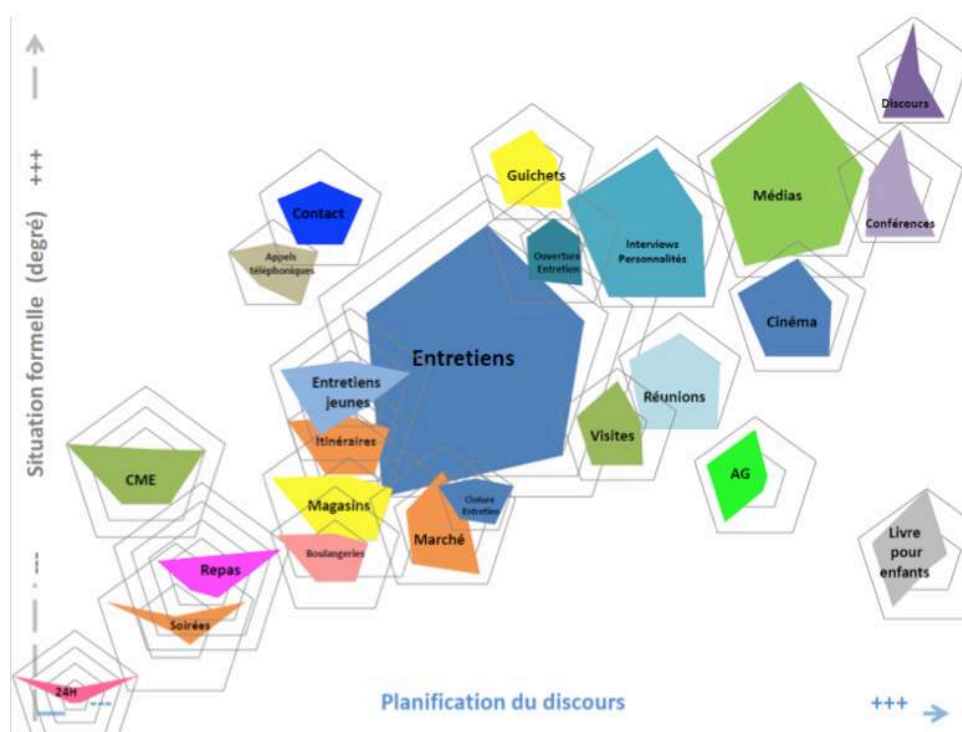 Discours
Guichets
Médias
Contact
Conférences
Interviews
Personnalités
Appels
téléphoniques
Ouverture
Entretien
Cinéma
Entretiens
Entretiens
jeunes
Réunions
Itinéraires
Visites
CME
AG
Magasins
Cloture
Entretien
Marché
Livre
pour
enfants
Boulangeries
Repas
Soirées
24H
Situation formelle (degré) +++
---
----
Planification du discours +++